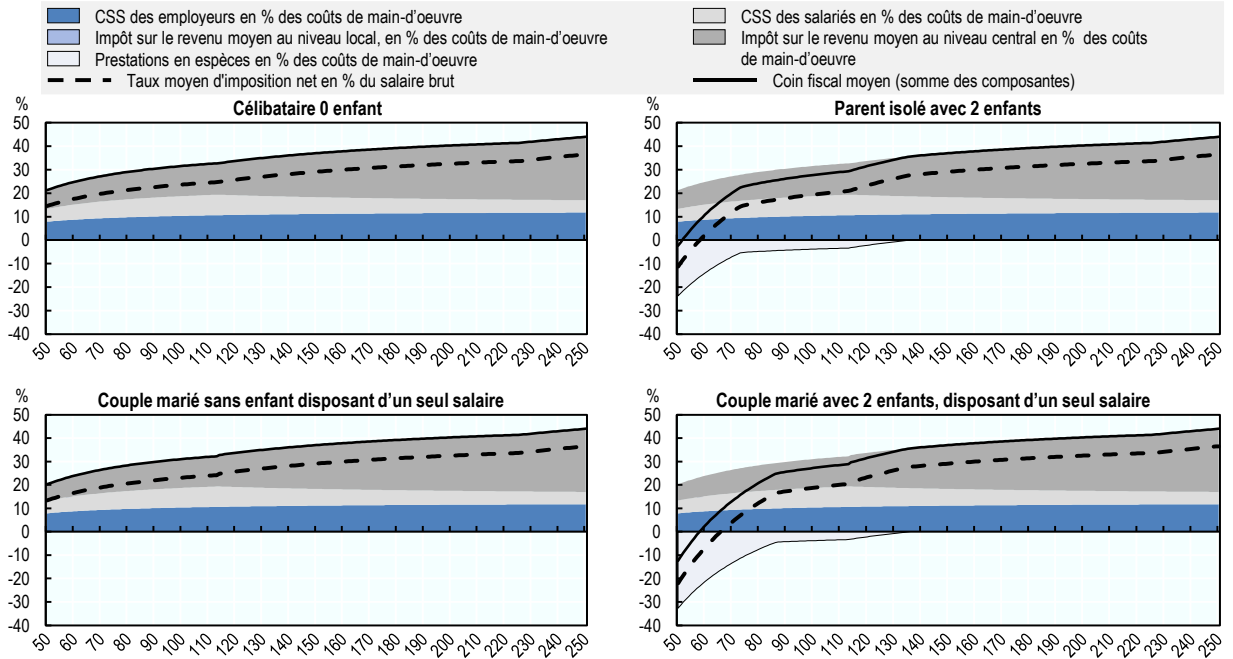 CSS des employeurs en % des coûts de main-d'oeuvre
CSS des salariés en % des coûts de main-d'oeuvre
Impôt sur le revenu moyen au niveau local, en % des coûts de main-d'oeuvre
Impôt sur le revenu moyen au niveau central en % des coûts
de main-d'oeuvre
Prestations en espèces en % des coûts de main-d'oeuvre
Taux moyen d'imposition net en % du salaire brut
Coin fiscal moyen (somme des composantes)
%
Célibataire 0 enfant
50
40
30
20
10
0
-10
-20
-30
-40
50 60 70 80 90 100 110 120 130 140 150 160 170 180 190 200 210 220 230 240 250
%
Parent isolé avec 2 enfants
50
40
30
20
10
0
-10
-20
-30
-40
50 60 70 80 90 100 110 120 130 140 150 160 170 180 190 200 210 220 230 240 250
%
Couple marié sans enfant disposant d'un seul salaire
50
40
30
20
10
0
-10
-20
-30
-40
50 60 70 80 90 100 110 120 130 140 150 160 170 180 190 200 210 220 230 240 250
%
Couple marié avec 2 enfants, disposant d'un seul salaire
50
40
30
20
10
0
-10
-20
-30
-40
50 60 70 80 90 100 110 120 130 140 150 160 170 180 190 200 210 220 230 240 250